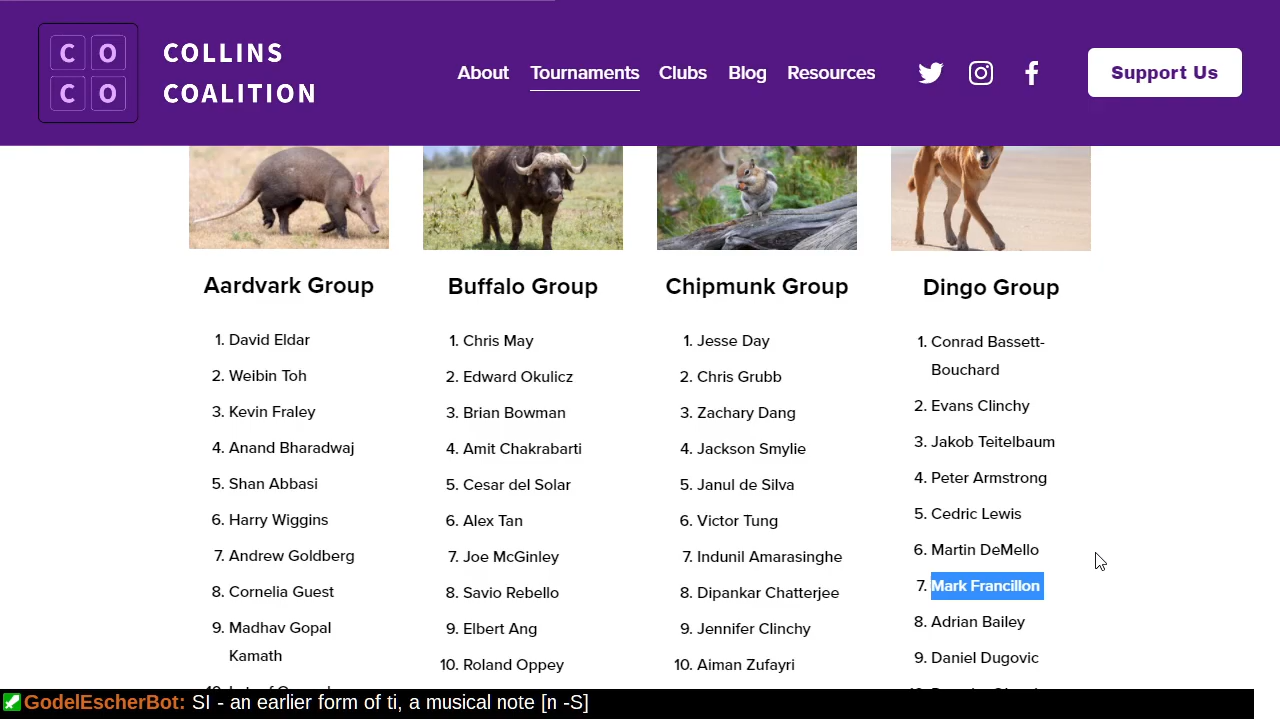 C O
C O
COLLINS
COALITION
About Tournaments Clubs Blog Resources
Support Us
Aardvark Group
1. David Eldar
2. Weibin Toh
3. Kevin Fraley
4. Anand Bharadwaj
5. Shan Abbasi
6. Harry Wiggins
7. Andrew Goldberg
8. Cornelia Guest
9. Madhav Gopal
Kamath
Buffalo Group
1. Chris May
2. Edward Okulicz
3. Brian Bowman
4. Amit Chakrabarti
5. Cesar del Solar
6. Alex Tan
7. Joe McGinley
8. Savio Rebello
9. Elbert Ang
10. Roland Oppey
Chipmunk Group
1. Jesse Day
2. Chris Grubb
3. Zachary Dang
4. Jackson Smylie
5. Janul de Silva
6. Victor Tung
7. Indunil Amarasinghe
8. Dipankar Chatterjee
9. Jennifer Clinchy
10. Aiman Zufayri
Dingo Group
1. Conrad Bassett-
Bouchard
2. Evans Clinchy
3. Jakob Teitelbaum
4. Peter Armstrong
5. Cedric Lewis
6. Martin DeMello
7. Mark Francillon
8. Adrian Bailey
9. Daniel Dugovic
GodelEscherBot: SI - an earlier form of ti, a musical note [n -S]